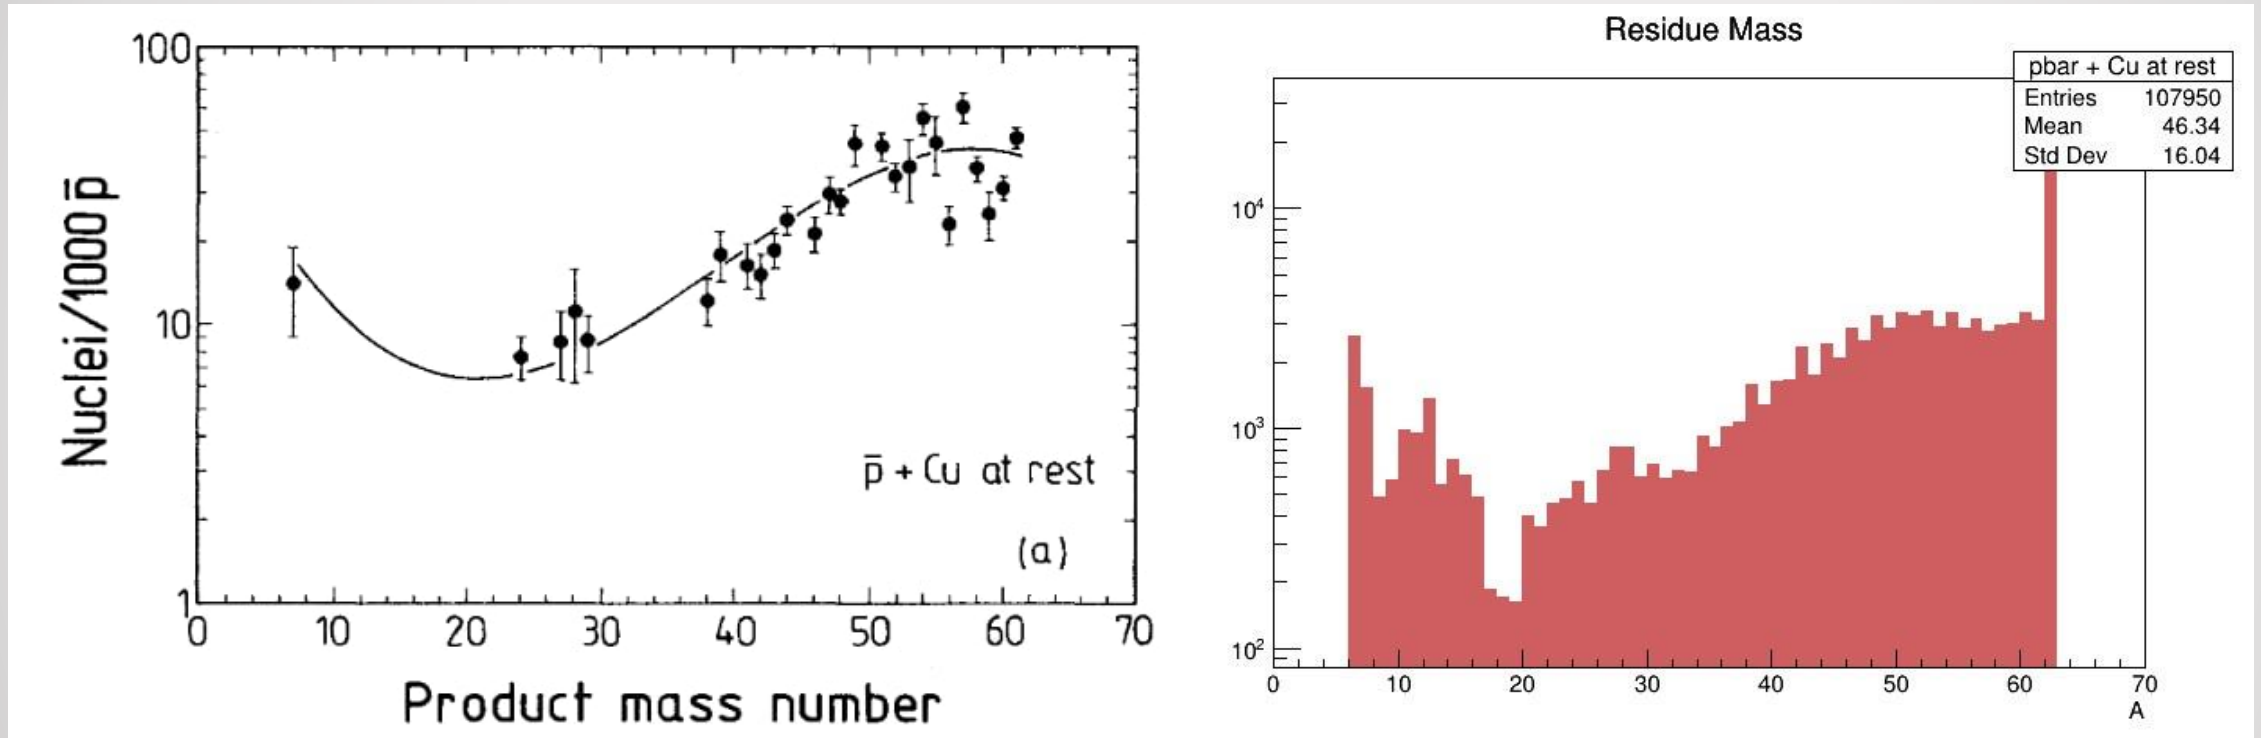 100
10
1
0 10 20 30 40 50 60 70
Nuclei/1000 p̄
p̄ + Cu at rest
(a)
Product mass number
Residue Mass
pbar + Cu at rest
Entries 107950
Mean 46.34
Std Dev 16.04
10⁴
10³
10²
0 10 20 30 40 50 60 70
A